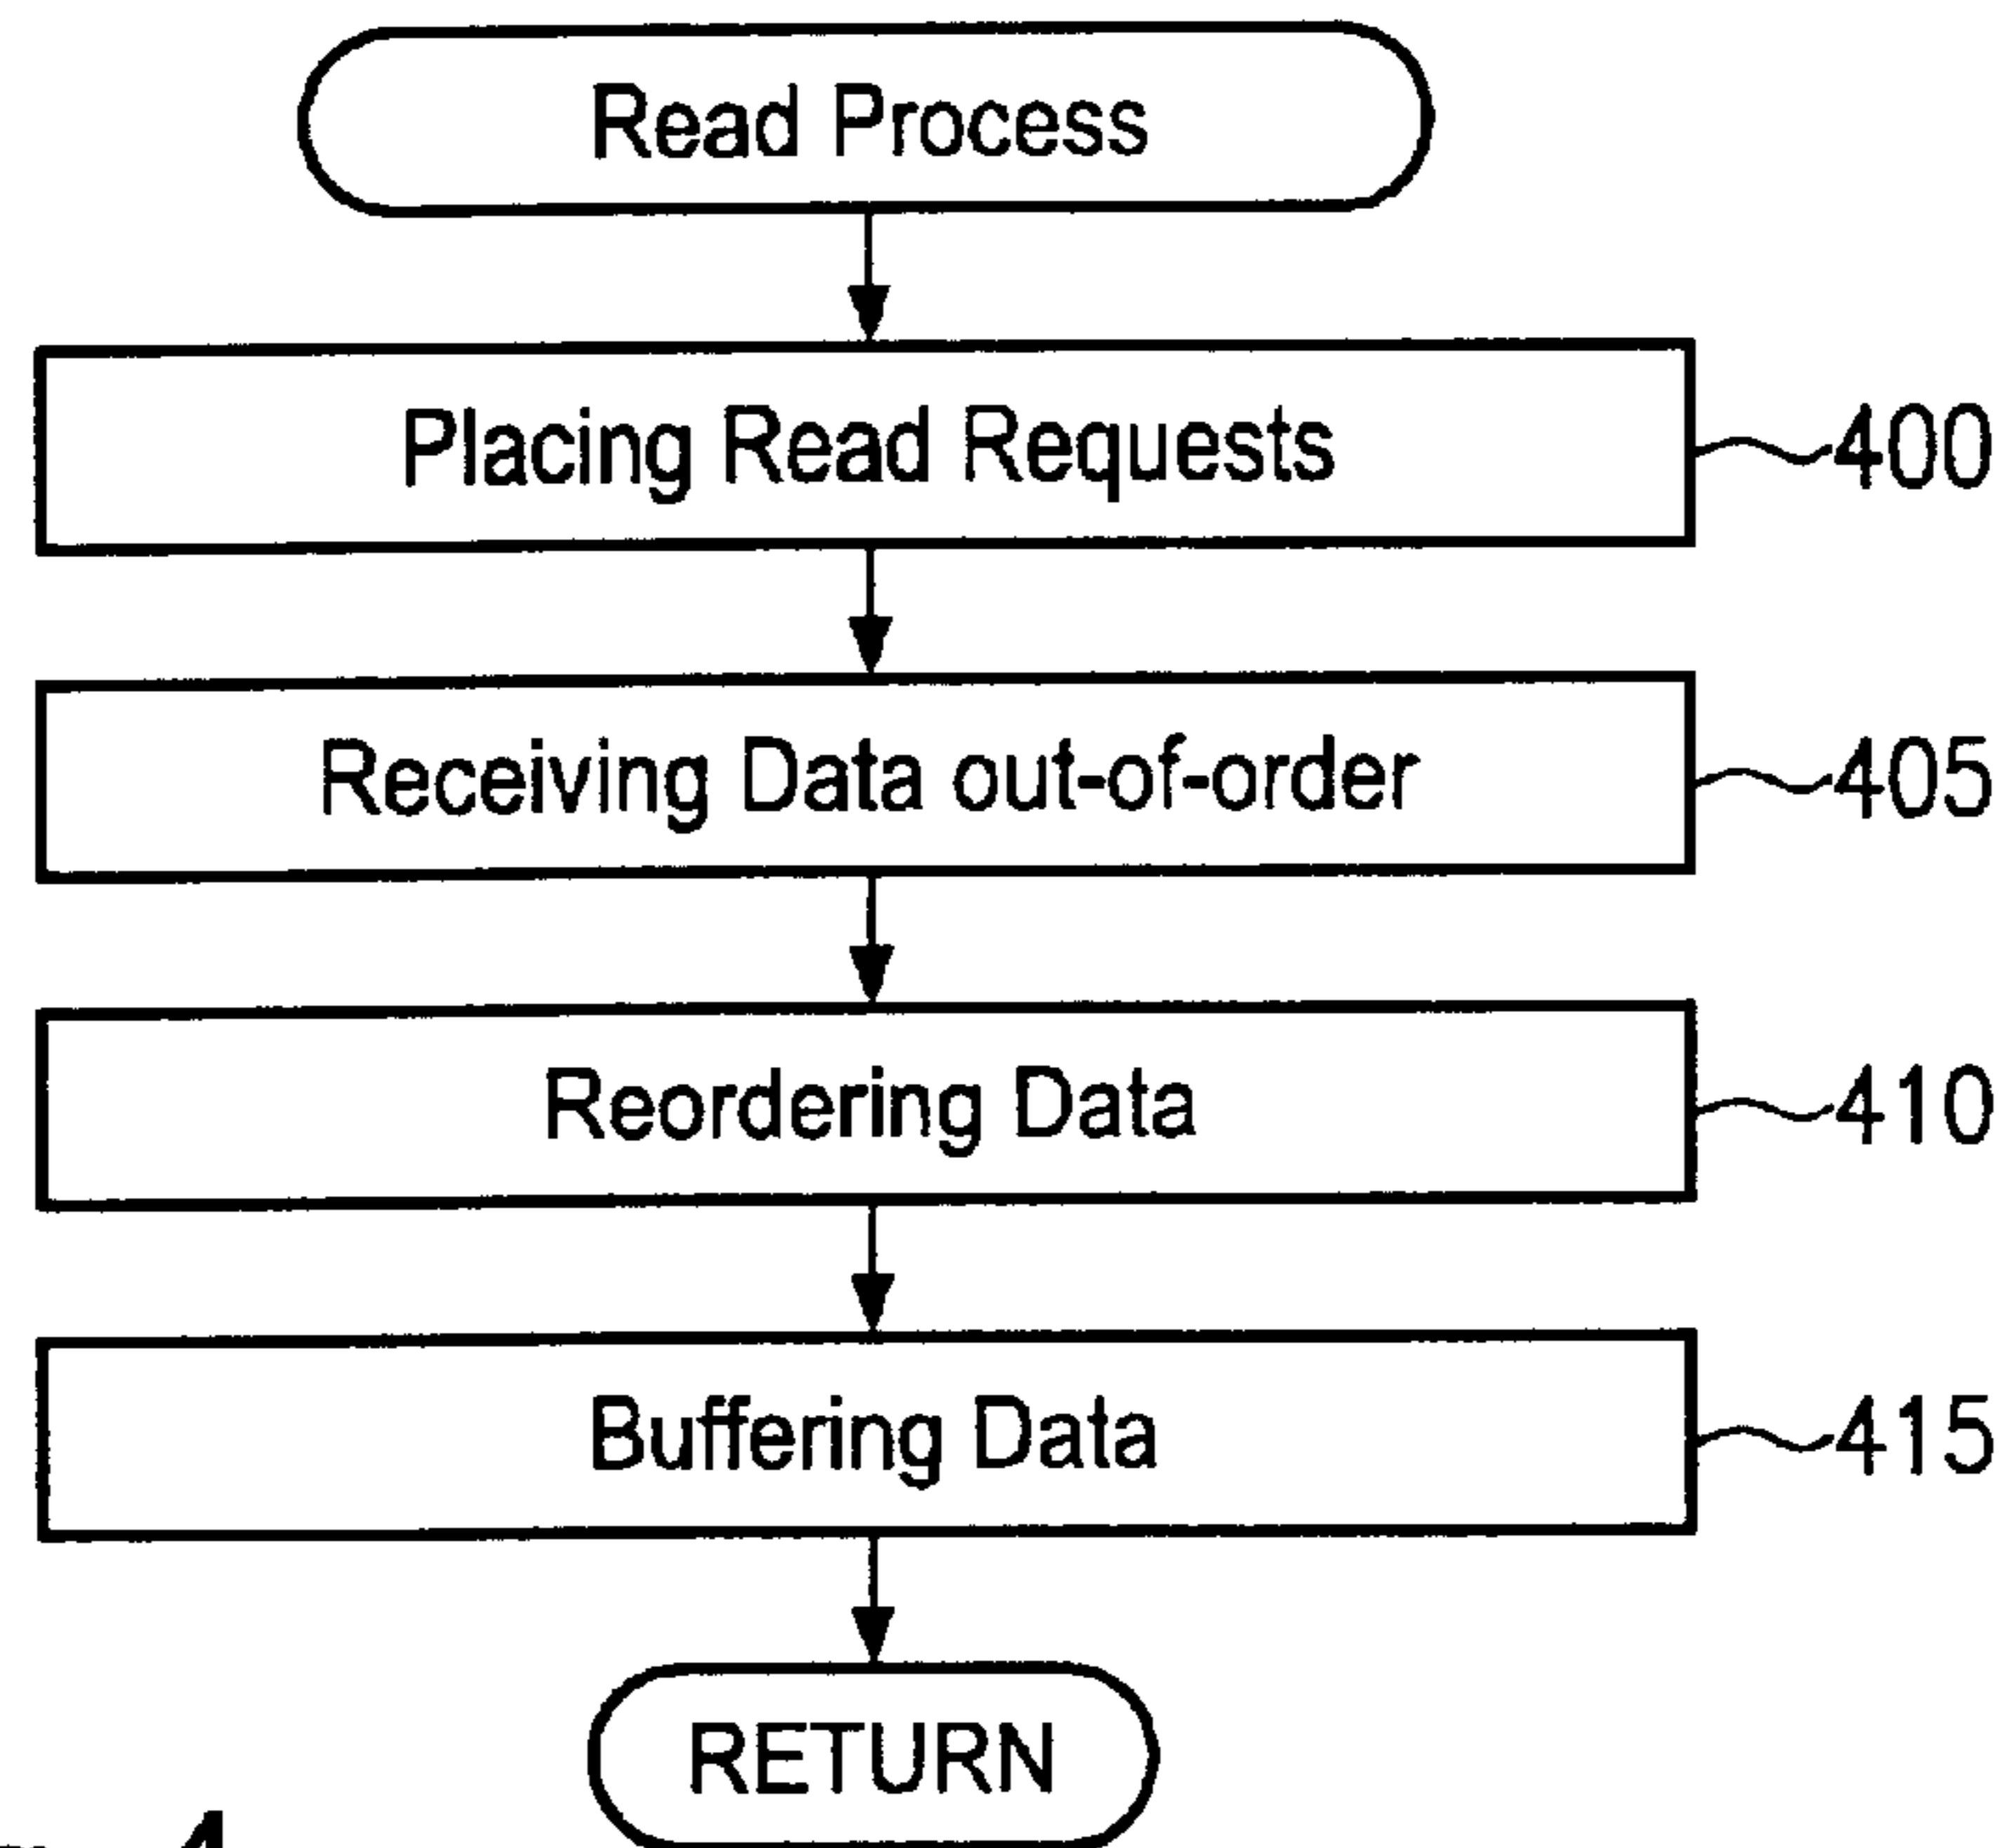 Read Process
Placing Read Requests
400
Receiving Data out-of-order
405
Reordering Data
410
Buffering Data
415
RETURN